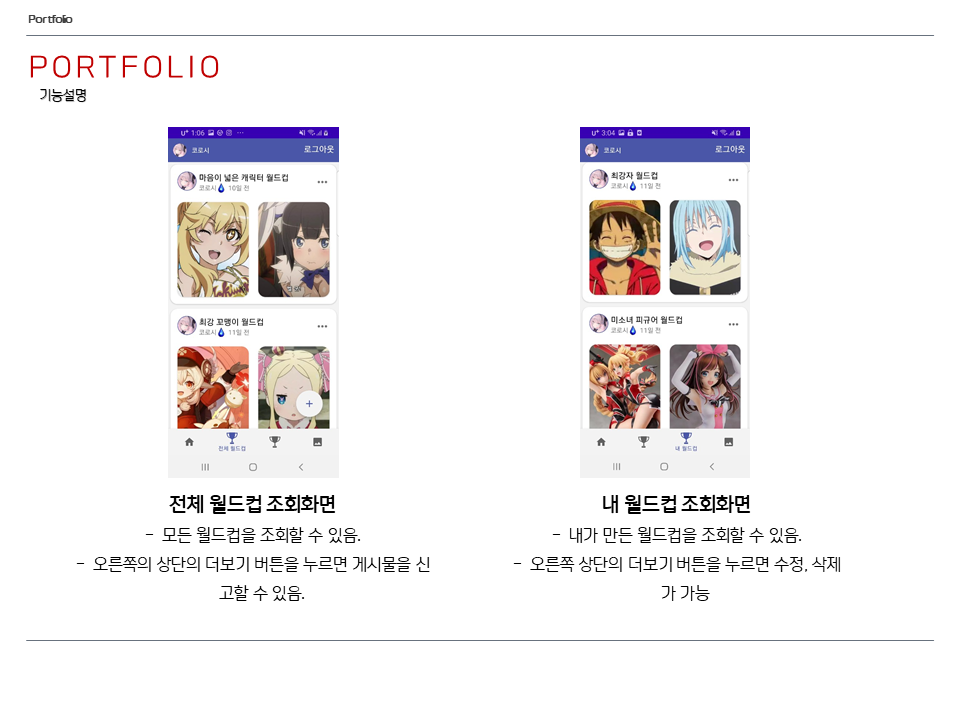 Portfolio
PORTFOLIO
기능설명
U+ 1:06
코로시 로그아웃
마음이 넓은 캐릭터 월드컵
코로시 10일 전
최강 꼬맹이 월드컵
코로시 11일 전
+
전체 월드컵
U+ 3:04
코로시 로그아웃
최강자 월드컵
코로시 11일 전
미소녀 피규어 월드컵
코로시 11일 전
내 월드컵
전체 월드컵 조회화면
- 모든 월드컵을 조회할 수 있음.
- 오른쪽의 상단의 더보기 버튼을 누르면 게시물을 신
고할 수 있음.
내 월드컵 조회화면
- 내가 만든 월드컵을 조회할 수 있음.
- 오른쪽 상단의 더보기 버튼을 누르면 수정, 삭제
가 가능